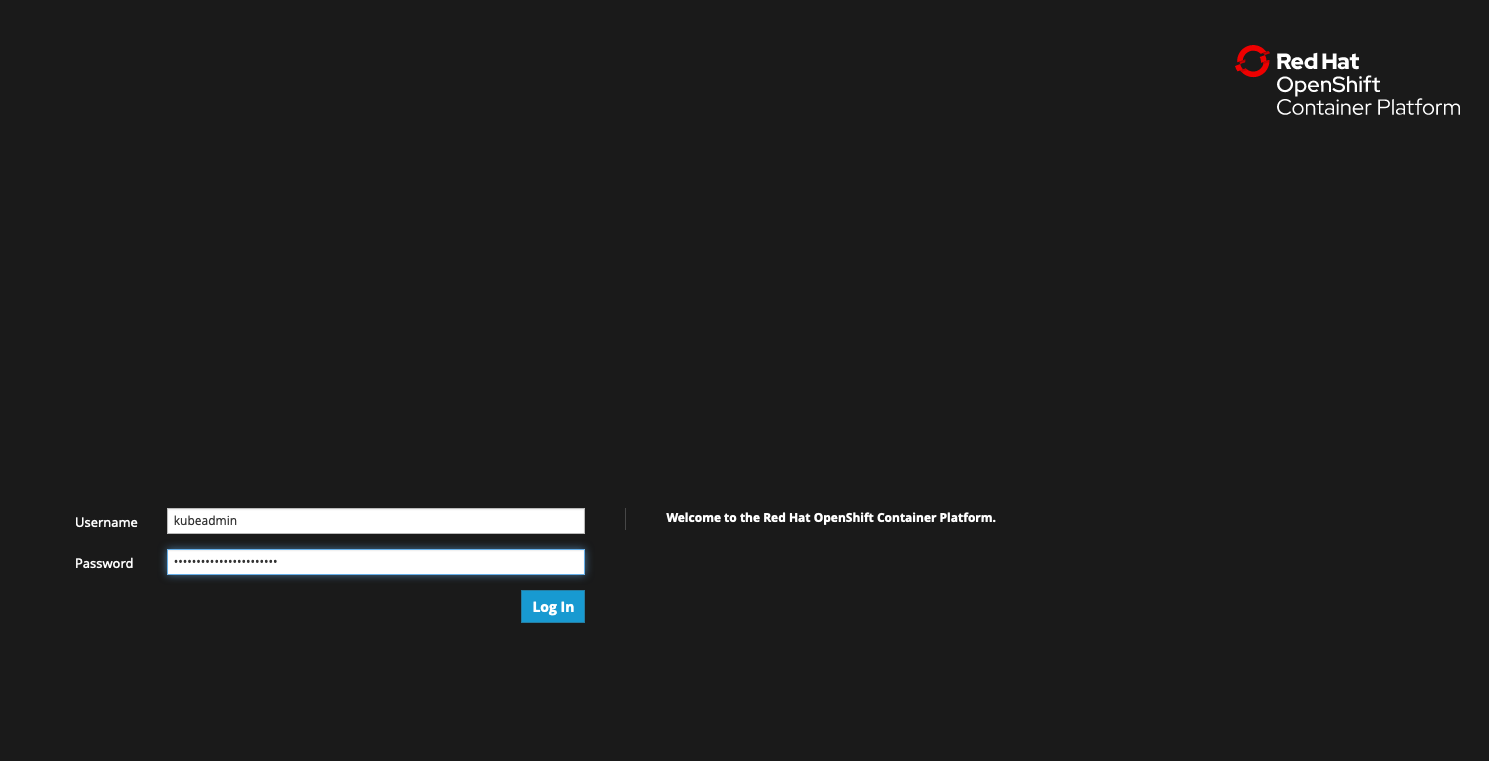 Red Hat
OpenShift
Container Platform
Username
kubeadmin
Welcome to the Red Hat OpenShift Container Platform.
Password
•••••••••••••••••••••••
Log In